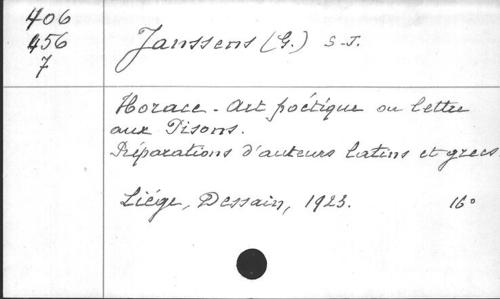 406
456
7
Janssens (G.) S.J.
Horace - Art poétique ou lettre
aux Pisons.
Préparations d'auteurs latins et grecs
Liége, Dessain, 1923. 16°